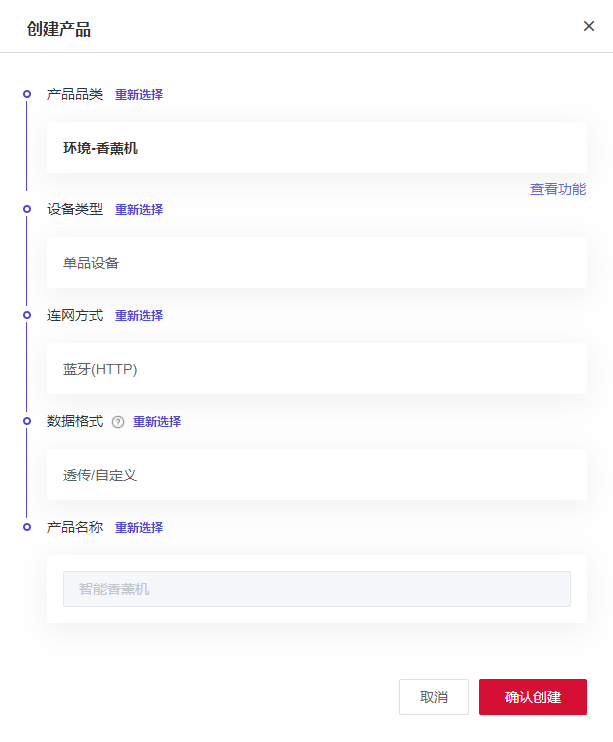 创建产品
产品品类 重新选择
环境-香薰机
查看功能
设备类型 重新选择
单品设备
连网方式 重新选择
蓝牙(HTTP)
数据格式 ? 重新选择
透传/自定义
产品名称 重新选择
智能香薰机
取消 确认创建